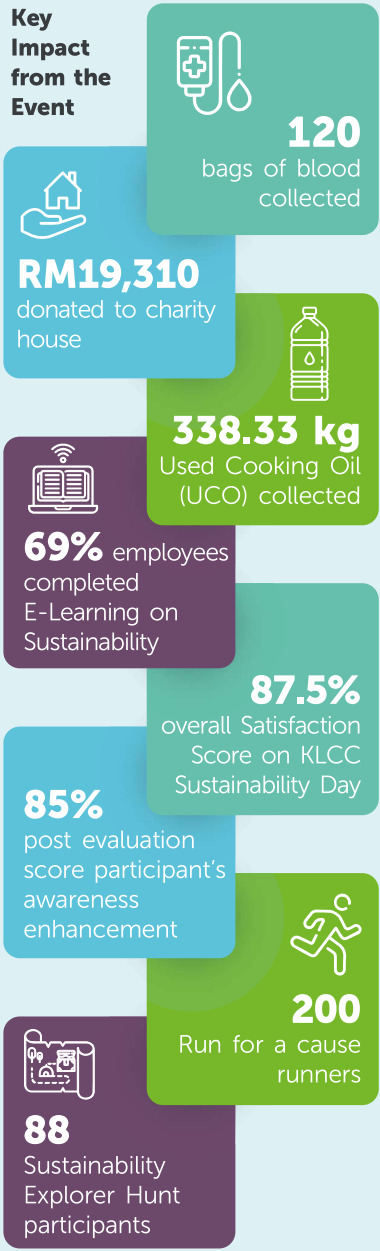 Key
Impact
from the
Event
120
bags of blood
collected
RM19,310
donated to charity
house
338.33 kg
Used Cooking Oil
(UCO) collected
69% employees
completed
E-Learning on
Sustainability
87.5%
overall Satisfaction
Score on KLCC
Sustainability Day
85%
post evaluation
score participant's
awareness
enhancement
200
Run for a cause
runners
88
Sustainability
Explorer Hunt
participants